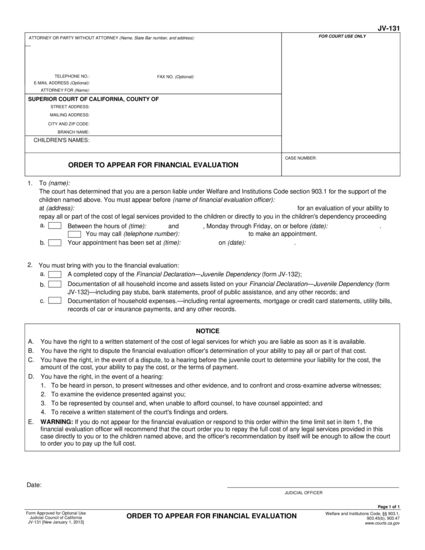 JV-131
ATTORNEY OR PARTY WITHOUT ATTORNEY (Name, State Bar number, and address):
FOR COURT USE ONLY
TELEPHONE NO.:
FAX NO. (Optional):
E-MAIL ADDRESS (Optional):
ATTORNEY FOR (Name):
SUPERIOR COURT OF CALIFORNIA, COUNTY OF
STREET ADDRESS:
MAILING ADDRESS:
CITY AND ZIP CODE:
BRANCH NAME:
CHILDREN'S NAMES:
ORDER TO APPEAR FOR FINANCIAL EVALUATION
CASE NUMBER:
1. To (name):
The court has determined that you are a person liable under Welfare and Institutions Code section 903.1 for the support of the
children named above. You must appear before (name of financial evaluation officer):
at (address): for an evaluation of your ability to
repay all or part of the cost of legal services provided to the children or directly to you in the children's dependency proceeding
a. Between the hours of (time): and , Monday through Friday, on or before (date): .
You may call (telephone number): to make an appointment.
b. Your appointment has been set at (time): on (date): .
2. You must bring with you to the financial evaluation:
a. A completed copy of the Financial Declaration—Juvenile Dependency (form JV-132);
b. Documentation of all household income and assets listed on your Financial Declaration—Juvenile Dependency (form
JV-132)—including pay stubs, bank statements, proof of public assistance, and any other records; and
c. Documentation of household expenses.—including rental agreements, mortgage or credit card statements, utility bills,
records of car or insurance payments, and any other records.
NOTICE
A. You have the right to a written statement of the cost of legal services for which you are liable as soon as it is available.
B. You have the right to dispute the financial evaluation officer's determination of your ability to pay all or part of that cost.
C. You have the right, in the event of a dispute, to a hearing before the juvenile court to determine your liability for the cost, the
amount of the cost, your ability to pay the cost, or the terms of payment.
D. You have the right, in the event of a hearing:
1. To be heard in person, to present witnesses and other evidence, and to confront and cross-examine adverse witnesses;
2. To examine the evidence presented against you;
3. To be represented by counsel and, when unable to afford counsel, to have counsel appointed; and
4. To receive a written statement of the court's findings and orders.
E. WARNING: If you do not appear for the financial evaluation or respond to this order within the time limit set in item 1, the
financial evaluation officer will recommend that the court order you to repay the full cost of any legal services provided in this
case directly to you or to the children named above, and the officer's recommendation by itself will be enough to allow the court
to order you to pay up the full cost.
Date:
JUDICIAL OFFICER
Page 1 of 1
Form Approved for Optional Use
Judicial Council of California
JV-131 [New January 1, 2013]
ORDER TO APPEAR FOR FINANCIAL EVALUATION
Welfare and Institutions Code, §§ 903.1,
903.45(b), 903.47
www.courts.ca.gov